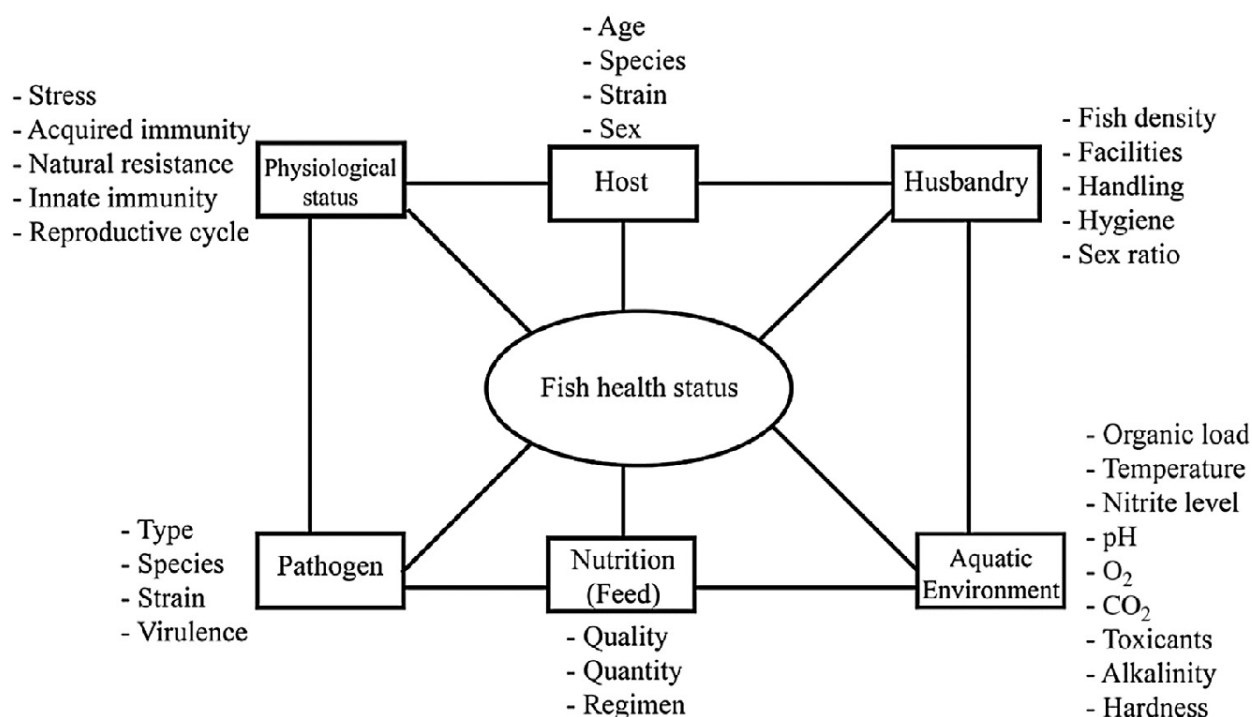 - Age
- Species
- Strain
- Sex
- Stress
- Acquired immunity
- Natural resistance
- Innate immunity
- Reproductive cycle
Physiological
status
Host
Husbandry
- Fish density
- Facilities
- Handling
- Hygiene
- Sex ratio
Fish health status
- Type
- Species
- Strain
- Virulence
Pathogen
Nutrition
(Feed)
- Quality
- Quantity
- Regimen
Aquatic
Environment
- Organic load
- Temperature
- Nitrite level
- pH
- O₂
- CO₂
- Toxicants
- Alkalinity
- Hardness